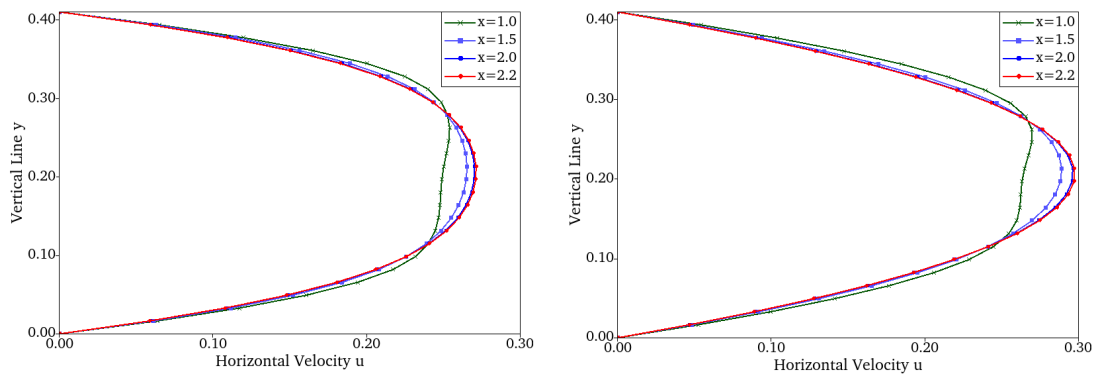 0.40
0.30
0.20
0.10
0.00
0.00 0.10 0.20 0.30
Vertical Line y
Horizontal Velocity u
x=1.0
x=1.5
x=2.0
x=2.2
0.40
0.30
0.20
0.10
0.00
0.00 0.10 0.20 0.30
Vertical Line y
Horizontal Velocity u
x=1.0
x=1.5
x=2.0
x=2.2